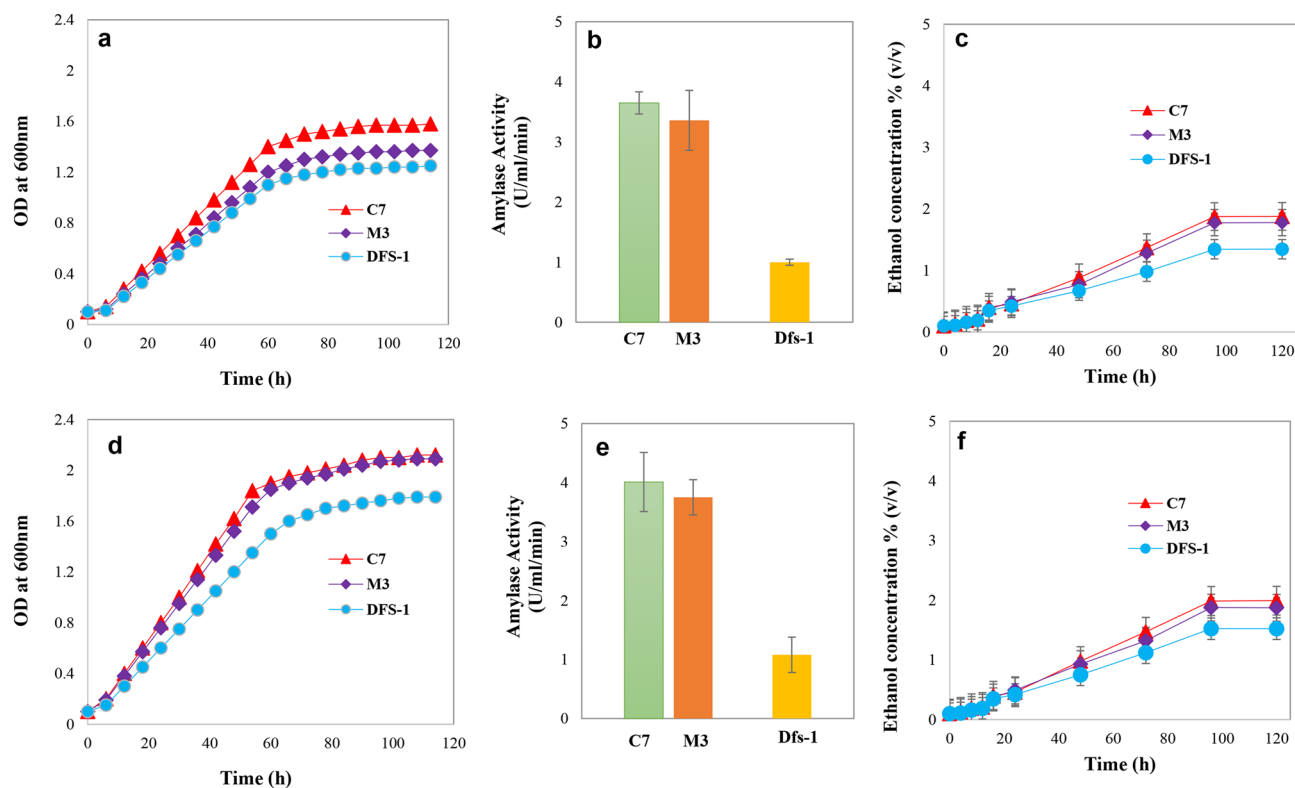 a
OD at 600nm
2.4
2
1.6
1.2
0.8
0.4
0
0 20 40 60 80 100 120
Time (h)
C7
M3
DFS-1
b
Amylase Activity
(U/ml/min)
5
4
3
2
1
0
C7 M3 Dfs-1
c
Ethanol concentration % (v/v)
5
4
3
2
1
0
0 20 40 60 80 100 120
Time (h)
C7
M3
DFS-1
d
OD at 600nm
2.4
2
1.6
1.2
0.8
0.4
0
0 20 40 60 80 100 120
Time (h)
C7
M3
DFS-1
e
Amylase Activity
(U/ml/min)
5
4
3
2
1
0
C7 M3 Dfs-1
f
Ethanol concentration % (v/v)
5
4
3
2
1
0
0 20 40 60 80 100 120
Time (h)
C7
M3
DFS-1